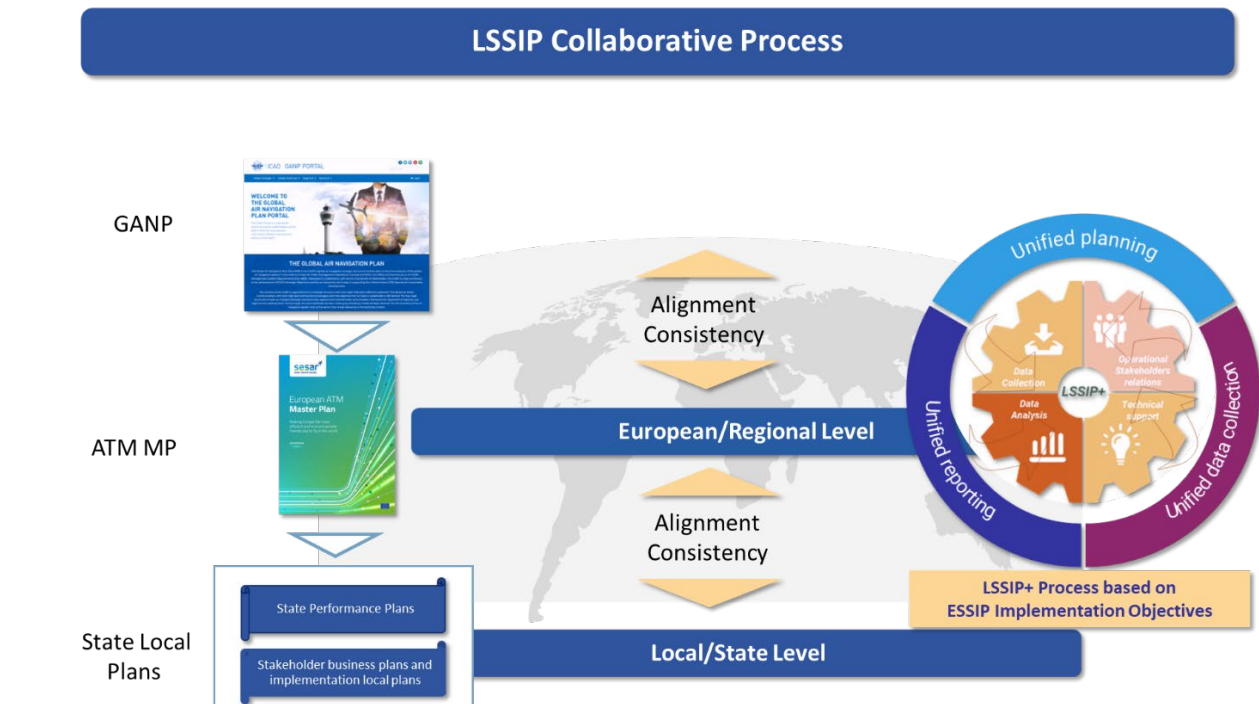 LSSIP Collaborative Process
GANP
ICAO GANP PORTAL
WELCOME TO
THE GLOBAL
AIR NAVIGATION
PLAN PORTAL
THE GLOBAL AIR NAVIGATION PLAN
Alignment
Consistency
ATM MP
sesar
European ATM
Master Plan
European/Regional Level
Alignment
Consistency
State Local
Plans
State Performance Plans
Stakeholder business plans and
implementation local plans
Local/State Level
Unified planning
Unified reporting
Unified data collection
Data
Collection
Operational
Stakeholders
relations
LSSIP+
Data
Analysis
Technical
support
LSSIP+ Process based on
ESSIP Implementation Objectives